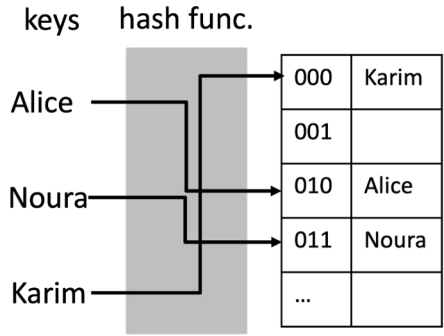 keys
hash func.
Alice
Noura
Karim
000 Karim
001
010 Alice
011 Noura
...